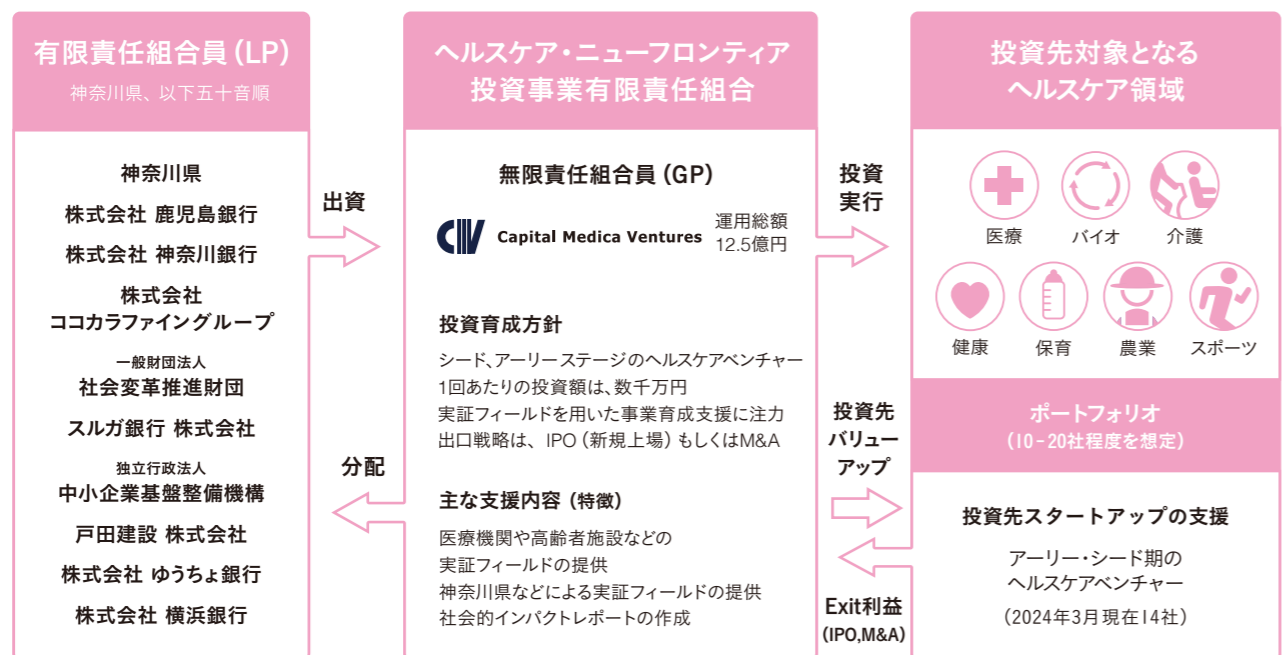 有限責任組合員(LP)
神奈川県、以下五十音順
神奈川県
株式会社 鹿児島銀行
株式会社 神奈川銀行
株式会社
ココカラファイングループ
一般財団法人
社会変革推進財団
スルガ銀行 株式会社
独立行政法人
中小企業基盤整備機構
戸田建設 株式会社
株式会社 ゆうちょ銀行
株式会社 横浜銀行
出資
分配
ヘルスケア・ニューフロンティア
投資事業有限責任組合
無限責任組合員(GP)
CMV Capital Medica Ventures
運用総額
12.5億円
投資育成方針
シード、アーリーステージのヘルスケアベンチャー
1回あたりの投資額は、数千万円
実証フィールドを用いた事業育成支援に注力
出口戦略は、IPO(新規上場)もしくはM&A
主な支援内容(特徴)
医療機関や高齢者施設などの
実証フィールドの提供
神奈川県などによる実証フィールドの提供
社会的インパクトレポートの作成
投資
実行
投資先
バリュー
アップ
Exit利益
(IPO,M&A)
投資先対象となる
ヘルスケア領域
医療 バイオ 介護
健康 保育 農業 スポーツ
ポートフォリオ
(10-20社程度を想定)
投資先スタートアップの支援
アーリー・シード期の
ヘルスケアベンチャー
(2024年3月現在14社)